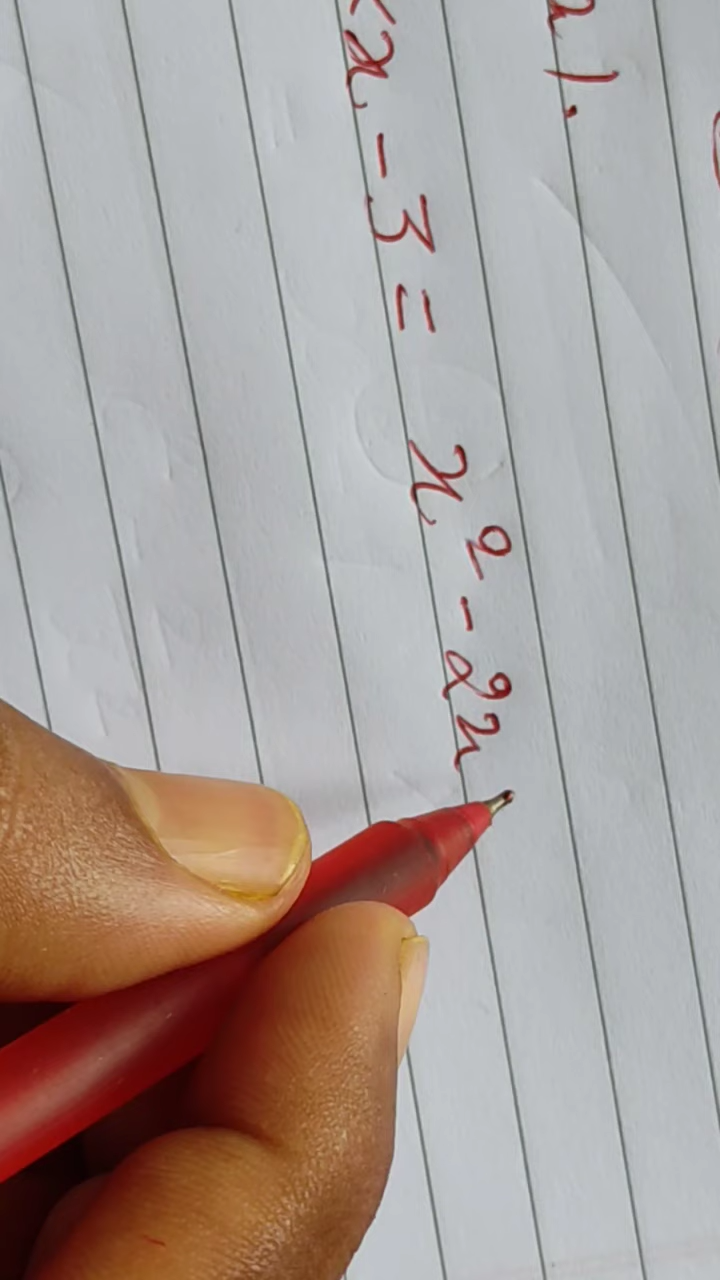 a).
x - 3 = x² - 2x